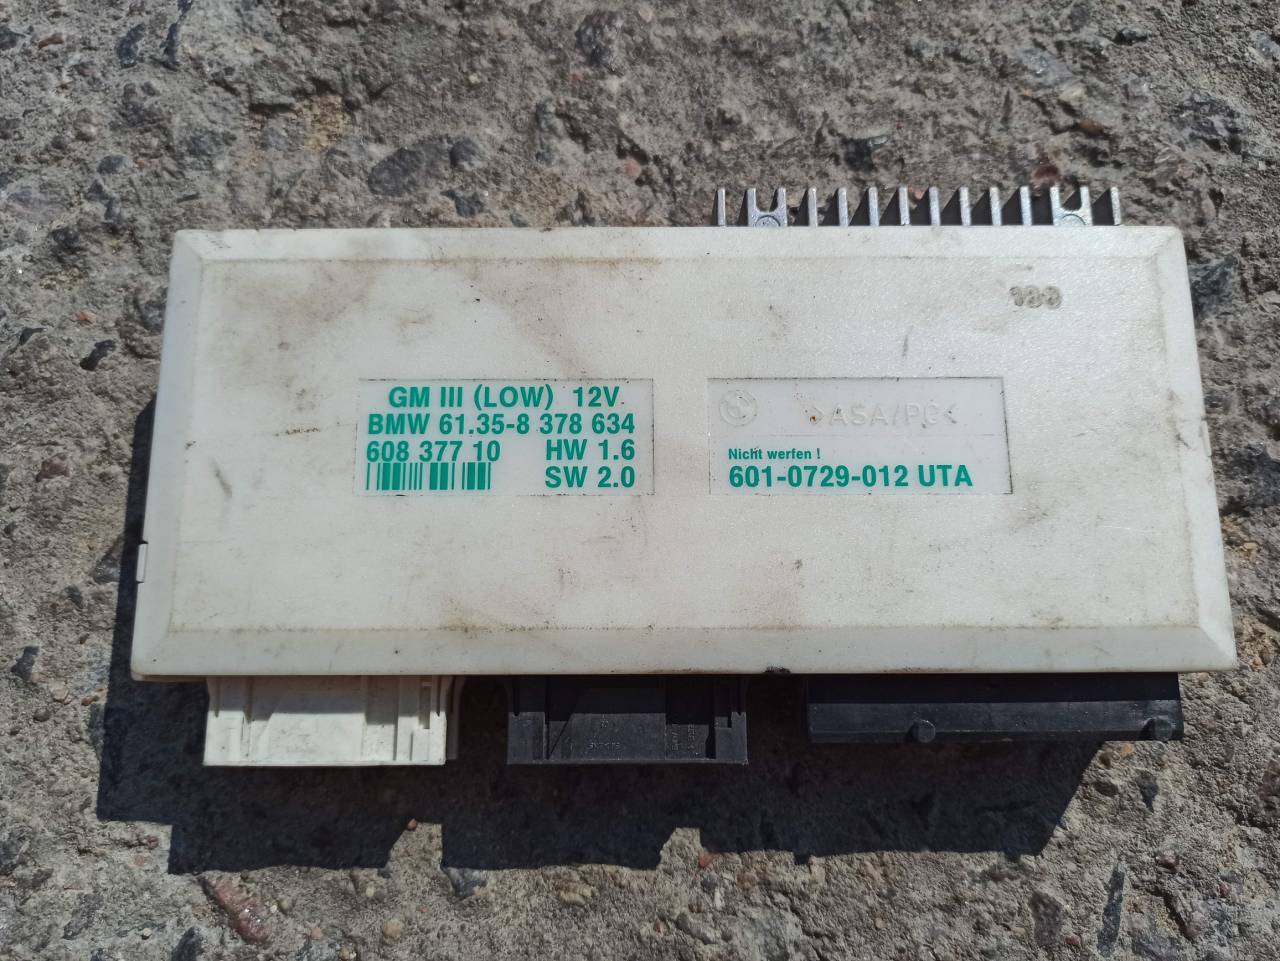 GM III (LOW) 12V
BMW 61.35-8 378 634
608 377 10 HW 1.6
SW 2.0
>ASA/PC<
Nicht werfen !
601-0729-012 UTA